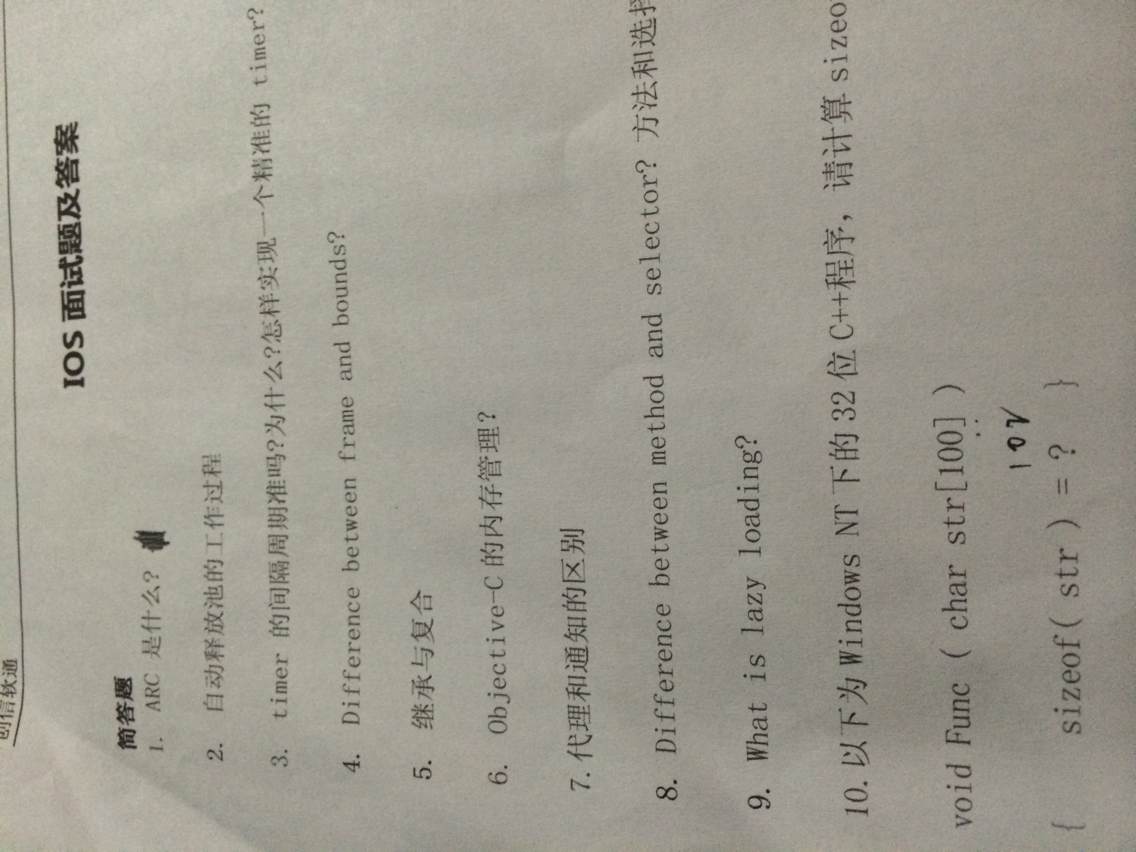 创信软通
IOS 面试题及答案
简答题
1. ARC 是什么?
2. 自动释放池的工作过程
3. timer 的间隔周期准吗?为什么?怎样实现一个精准的 timer?
4. Difference between frame and bounds?
5. 继承与复合
6. Objective-C 的内存管理?
7. 代理和通知的区别
8. Difference between method and selector? 方法和选择
9. What is lazy loading?
10. 以下为 Windows NT 下的 32 位 C++程序，请计算 sizeo
void Func ( char str[100] )
{ sizeof( str ) = ? }